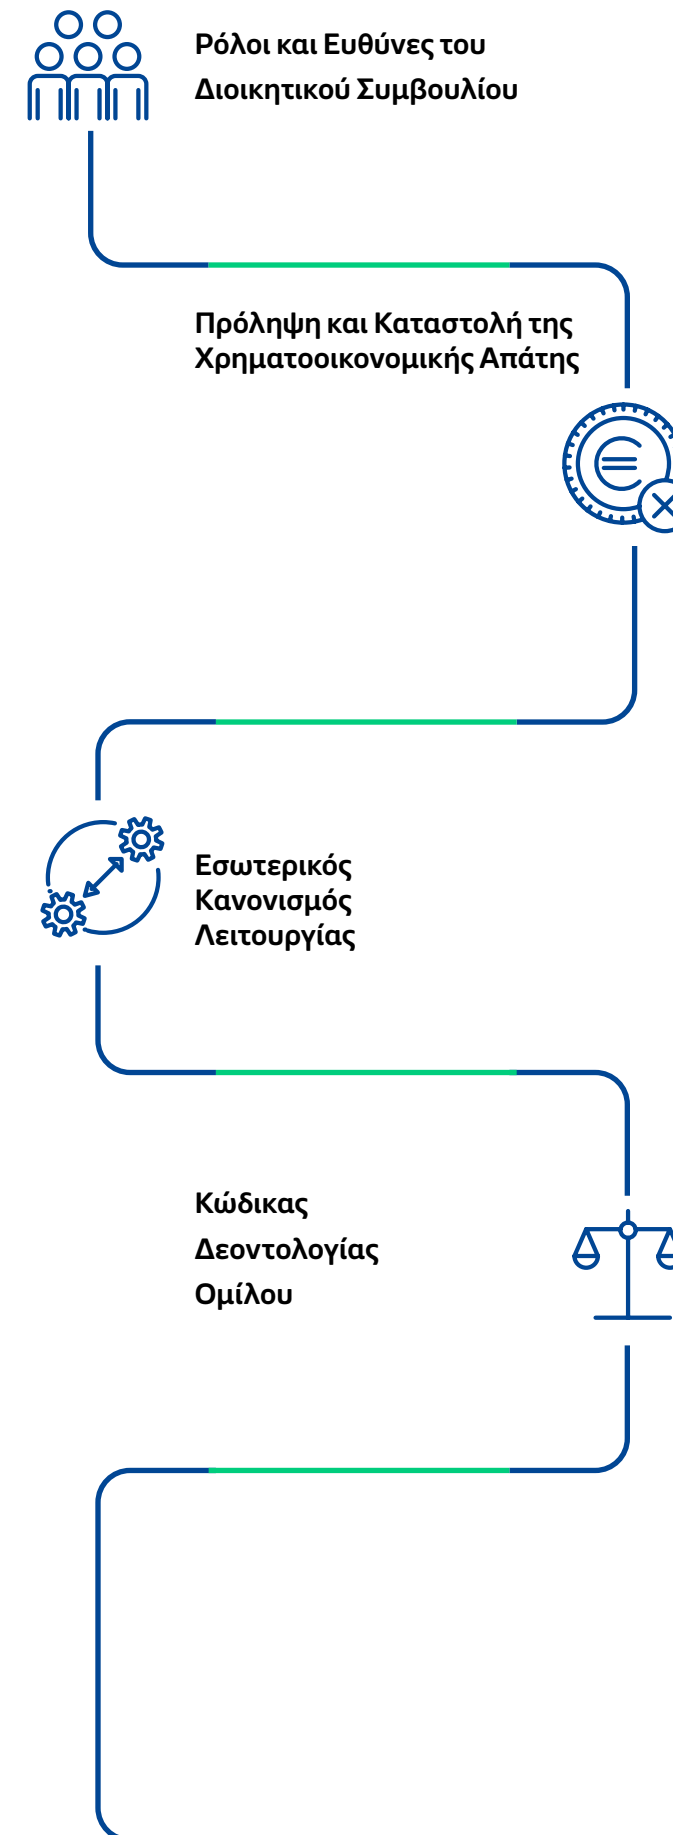 Ρόλοι και Ευθύνες του
Διοικητικού Συμβουλίου
Πρόληψη και Καταστολή της
Χρηματοοικονομικής Απάτης
Εσωτερικός
Κανονισμός
Λειτουργίας
Κώδικας
Δεοντολογίας
Ομίλου